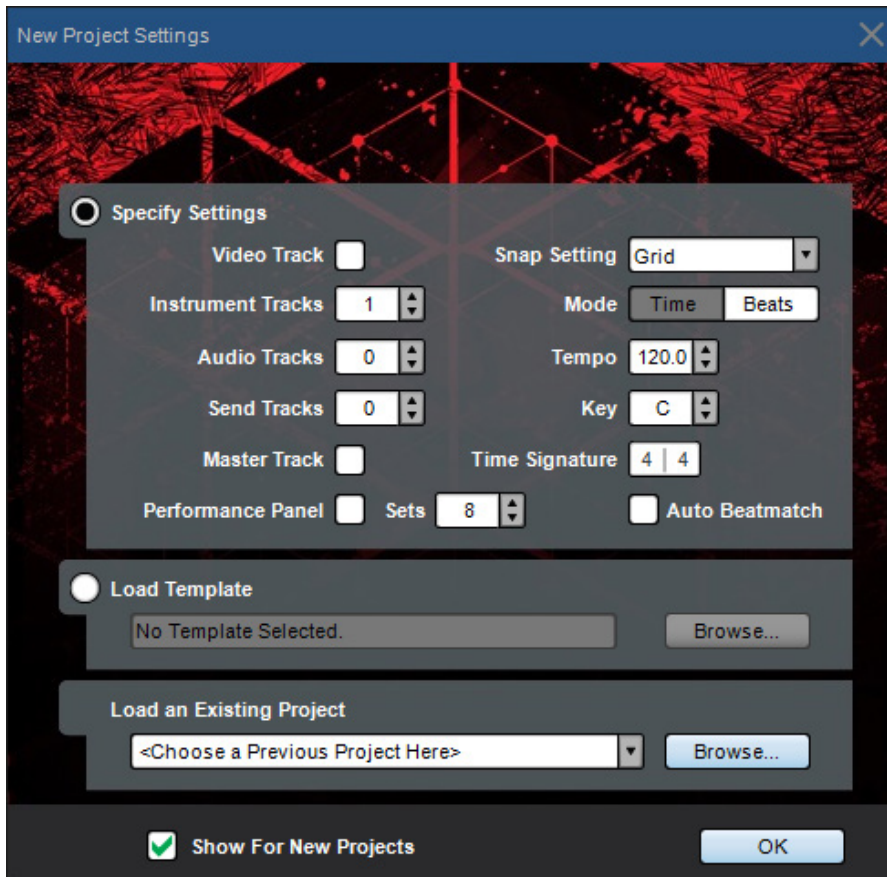 New Project Settings
Specify Settings
Video Track
Snap Setting Grid
Instrument Tracks 1
Mode Time Beats
Audio Tracks 0
Tempo 120.0
Send Tracks 0
Key C
Master Track
Time Signature 4 | 4
Performance Panel Sets 8
Auto Beatmatch
Load Template
No Template Selected. Browse...
Load an Existing Project
<Choose a Previous Project Here> Browse...
Show For New Projects OK